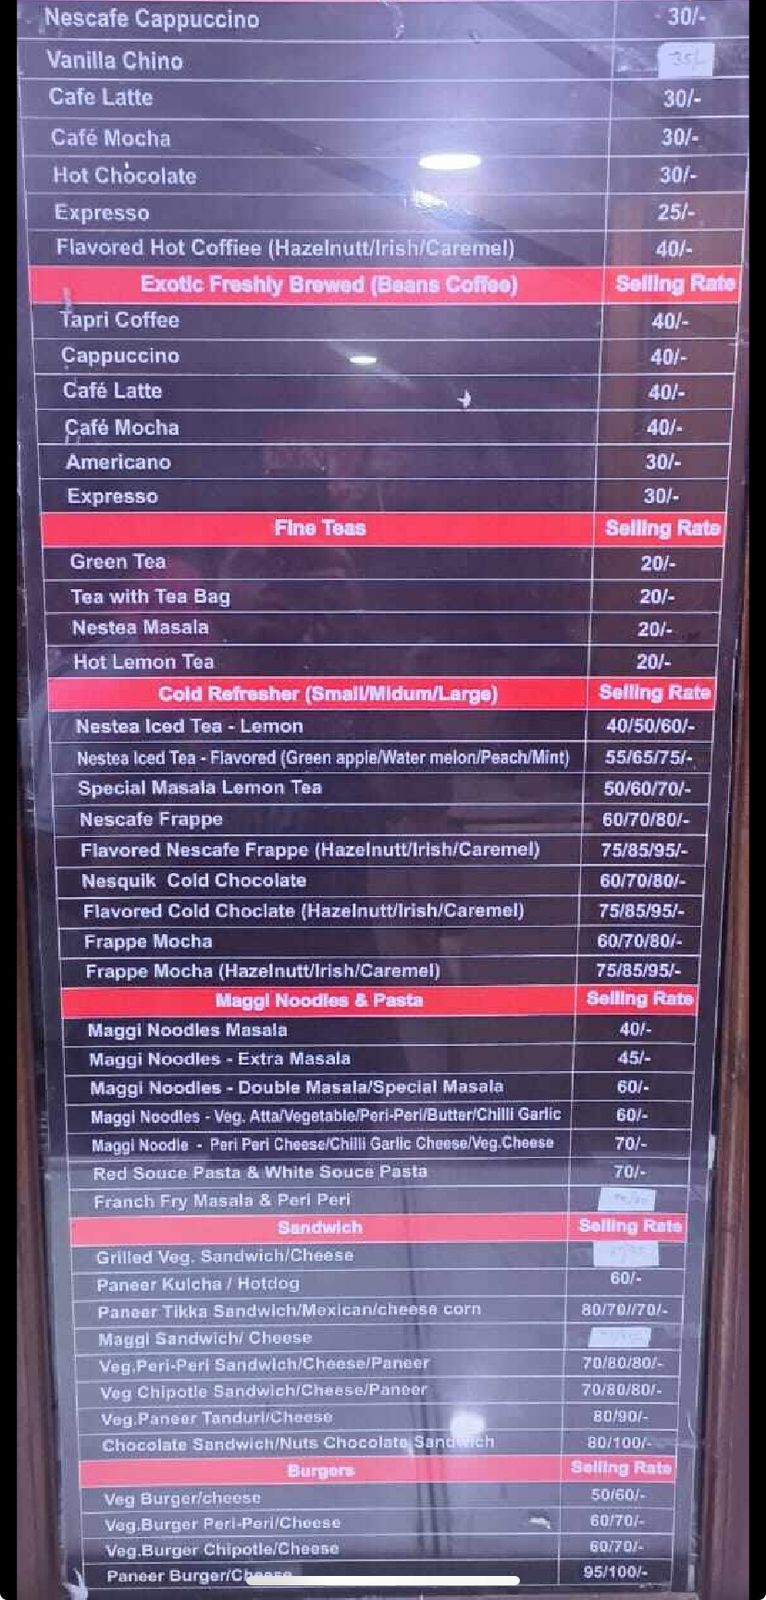 Nescafe Cappuccino 30/-
Vanilla Chino 35/-
Cafe Latte 30/-
Café Mocha 30/-
Hot Chocolate 30/-
Expresso 25/-
Flavored Hot Coffiee (Hazelnutt/Irish/Caremel) 40/-
Exotic Freshly Brewed (Beans Coffee) Selling Rate
Tapri Coffee 40/-
Cappuccino 40/-
Café Latte 40/-
Café Mocha 40/-
Americano 30/-
Expresso 30/-
Fine Teas Selling Rate
Green Tea 20/-
Tea with Tea Bag 20/-
Nestea Masala 20/-
Hot Lemon Tea 20/-
Cold Refresher (Small/Midum/Large) Selling Rate
Nestea Iced Tea - Lemon 40/50/60/-
Nestea Iced Tea - Flavored (Green apple/Water melon/Peach/Mint) 55/65/75/-
Special Masala Lemon Tea 50/60/70/-
Nescafe Frappe 60/70/80/-
Flavored Nescafe Frappe (Hazelnutt/Irish/Caremel) 75/85/95/-
Nesquik Cold Chocolate 60/70/80/-
Flavored Cold Choclate (Hazelnutt/Irish/Caremel) 75/85/95/-
Frappe Mocha 60/70/80/-
Frappe Mocha (Hazelnutt/Irish/Caremel) 75/85/95/-
Maggi Noodles & Pasta Selling Rate
Maggi Noodles Masala 40/-
Maggi Noodles - Extra Masala 45/-
Maggi Noodles - Double Masala/Special Masala 60/-
Maggi Noodles - Veg. Atta/Vegetable/Peri-Peri/Butter/Chilli Garlic 60/-
Maggi Noodle - Peri Peri Cheese/Chilli Garlic Cheese/Veg.Cheese 70/-
Red Souce Pasta & White Souce Pasta 70/-
Franch Fry Masala & Peri Peri
Sandwich Selling Rate
Grilled Veg. Sandwich/Cheese
Paneer Kulcha / Hotdog 60/-
Paneer Tikka Sandwich/Mexican/cheese corn 80/70//70/-
Maggi Sandwich/ Cheese
Veg.Peri-Peri Sandwich/Cheese/Paneer 70/80/80/-
Veg Chipotle Sandwich/Cheese/Paneer 70/80/80/-
Veg.Paneer Tanduri/Cheese 80/90/-
Chocolate Sandwich/Nuts Chocolate Sandwich 80/100/-
Burgers Selling Rate
Veg Burger/cheese 50/60/-
Veg.Burger Peri-Peri/Cheese 60/70/-
Veg.Burger Chipotle/Cheese 60/70/-
Paneer Burger/Cheese 95/100/-